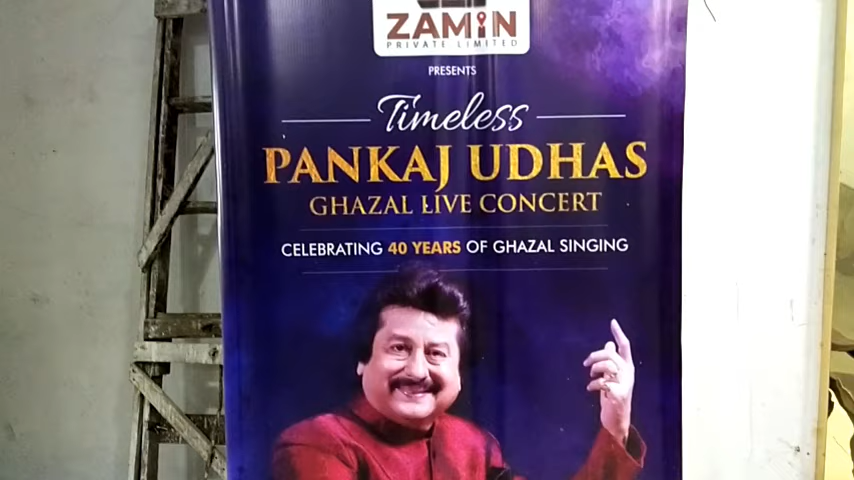 ZAMIN
PRIVATE LIMITED
PRESENTS
Timeless
PANKAJ UDHAS
GHAZAL LIVE CONCERT
CELEBRATING 40 YEARS OF GHAZAL SINGING